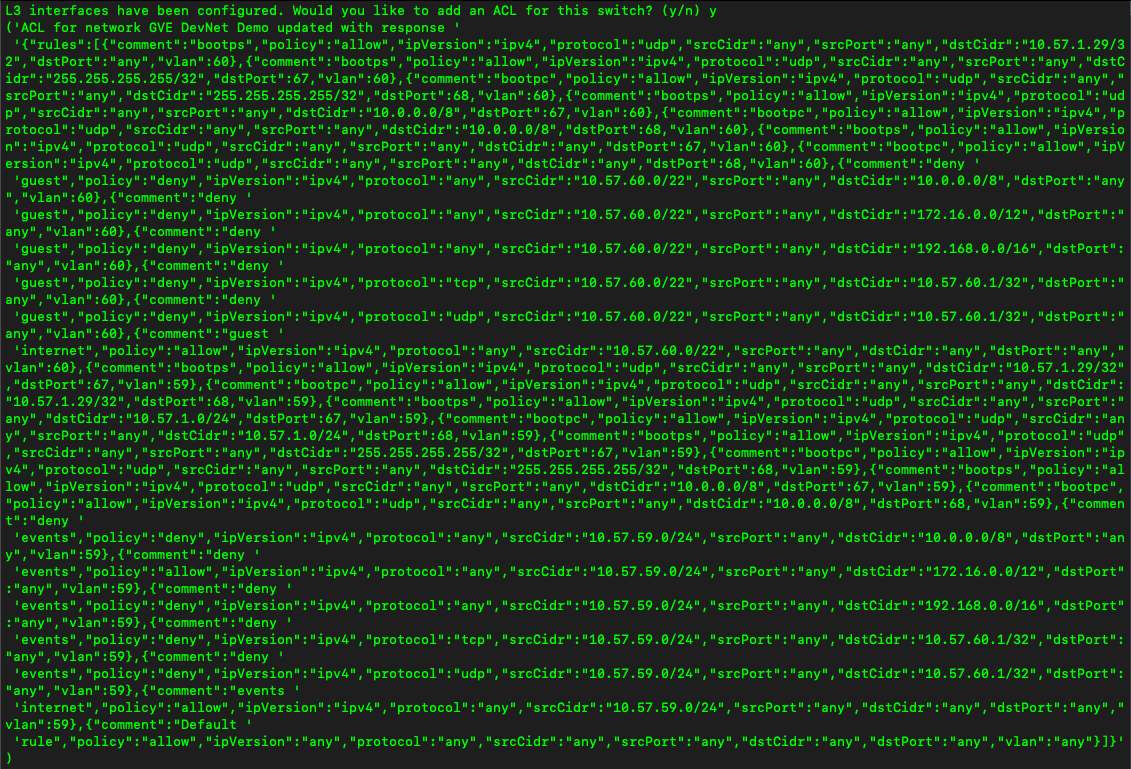 L3 interfaces have been configured. Would you like to add an ACL for this switch? (y/n) y
('ACL for network GVE DevNet Demo updated with response '
 '{"rules":[{"comment":"bootps","policy":"allow","ipVersion":"ipv4","protocol":"udp","srcCidr":"any","srcPort":"any","dstCidr":"10.57.1.29/3
2","dstPort":"any","vlan":60},{"comment":"bootps","policy":"allow","ipVersion":"ipv4","protocol":"udp","srcCidr":"any","srcPort":"any","dstC
idr":"255.255.255.255/32","dstPort":67,"vlan":60},{"comment":"bootpc","policy":"allow","ipVersion":"ipv4","protocol":"udp","srcCidr":"any","
srcPort":"any","dstCidr":"255.255.255.255/32","dstPort":68,"vlan":60},{"comment":"bootps","policy":"allow","ipVersion":"ipv4","protocol":"ud
p","srcCidr":"any","srcPort":"any","dstCidr":"10.0.0.0/8","dstPort":67,"vlan":60},{"comment":"bootpc","policy":"allow","ipVersion":"ipv4","p
rotocol":"udp","srcCidr":"any","srcPort":"any","dstCidr":"10.0.0.0/8","dstPort":68,"vlan":60},{"comment":"bootps","policy":"allow","ipVersio
n":"ipv4","protocol":"udp","srcCidr":"any","srcPort":"any","dstCidr":"any","dstPort":67,"vlan":60},{"comment":"bootpc","policy":"allow","ipV
ersion":"ipv4","protocol":"udp","srcCidr":"any","srcPort":"any","dstCidr":"any","dstPort":68,"vlan":60},{"comment":"deny '
 'guest","policy":"deny","ipVersion":"ipv4","protocol":"any","srcCidr":"10.57.60.0/22","srcPort":"any","dstCidr":"10.0.0.0/8","dstPort":"any
","vlan":60},{"comment":"deny '
 'guest","policy":"deny","ipVersion":"ipv4","protocol":"any","srcCidr":"10.57.60.0/22","srcPort":"any","dstCidr":"172.16.0.0/12","dstPort":"
any","vlan":60},{"comment":"deny '
 'guest","policy":"deny","ipVersion":"ipv4","protocol":"any","srcCidr":"10.57.60.0/22","srcPort":"any","dstCidr":"192.168.0.0/16","dstPort":
"any","vlan":60},{"comment":"deny '
 'guest","policy":"deny","ipVersion":"ipv4","protocol":"tcp","srcCidr":"10.57.60.0/22","srcPort":"any","dstCidr":"10.57.60.1/32","dstPort":"
any","vlan":60},{"comment":"deny '
 'guest","policy":"deny","ipVersion":"ipv4","protocol":"udp","srcCidr":"10.57.60.0/22","srcPort":"any","dstCidr":"10.57.60.1/32","dstPort":"
any","vlan":60},{"comment":"guest '
 'internet","policy":"allow","ipVersion":"ipv4","protocol":"any","srcCidr":"10.57.60.0/22","srcPort":"any","dstCidr":"any","dstPort":"any","
vlan":60},{"comment":"bootps","policy":"allow","ipVersion":"ipv4","protocol":"udp","srcCidr":"any","srcPort":"any","dstCidr":"10.57.1.29/32"
,"dstPort":67,"vlan":59},{"comment":"bootpc","policy":"allow","ipVersion":"ipv4","protocol":"udp","srcCidr":"any","srcPort":"any","dstCidr":
"10.57.1.29/32","dstPort":68,"vlan":59},{"comment":"bootps","policy":"allow","ipVersion":"ipv4","protocol":"udp","srcCidr":"any","srcPort":"
any","dstCidr":"10.57.1.0/24","dstPort":67,"vlan":59},{"comment":"bootpc","policy":"allow","ipVersion":"ipv4","protocol":"udp","srcCidr":"an
y","srcPort":"any","dstCidr":"10.57.1.0/24","dstPort":68,"vlan":59},{"comment":"bootps","policy":"allow","ipVersion":"ipv4","protocol":"udp"
,"srcCidr":"any","srcPort":"any","dstCidr":"255.255.255.255/32","dstPort":67,"vlan":59},{"comment":"bootpc","policy":"allow","ipVersion":"ip
v4","protocol":"udp","srcCidr":"any","srcPort":"any","dstCidr":"255.255.255.255/32","dstPort":68,"vlan":59},{"comment":"bootps","policy":"al
low","ipVersion":"ipv4","protocol":"udp","srcCidr":"any","srcPort":"any","dstCidr":"10.0.0.0/8","dstPort":67,"vlan":59},{"comment":"bootpc",
"policy":"allow","ipVersion":"ipv4","protocol":"udp","srcCidr":"any","srcPort":"any","dstCidr":"10.0.0.0/8","dstPort":68,"vlan":59},{"commen
t":"deny '
 'events","policy":"deny","ipVersion":"ipv4","protocol":"any","srcCidr":"10.57.59.0/24","srcPort":"any","dstCidr":"10.0.0.0/8","dstPort":"an
y","vlan":59},{"comment":"deny '
 'events","policy":"allow","ipVersion":"ipv4","protocol":"any","srcCidr":"10.57.59.0/24","srcPort":"any","dstCidr":"172.16.0.0/12","dstPort"
:"any","vlan":59},{"comment":"deny '
 'events","policy":"deny","ipVersion":"ipv4","protocol":"any","srcCidr":"10.57.59.0/24","srcPort":"any","dstCidr":"192.168.0.0/16","dstPort"
:"any","vlan":59},{"comment":"deny '
 'events","policy":"deny","ipVersion":"ipv4","protocol":"tcp","srcCidr":"10.57.59.0/24","srcPort":"any","dstCidr":"10.57.60.1/32","dstPort":
"any","vlan":59},{"comment":"deny '
 'events","policy":"deny","ipVersion":"ipv4","protocol":"udp","srcCidr":"10.57.59.0/24","srcPort":"any","dstCidr":"10.57.60.1/32","dstPort":
"any","vlan":59},{"comment":"events '
 'internet","policy":"allow","ipVersion":"ipv4","protocol":"any","srcCidr":"10.57.59.0/24","srcPort":"any","dstCidr":"any","dstPort":"any","
vlan":59},{"comment":"Default '
 'rule","policy":"allow","ipVersion":"any","protocol":"any","srcCidr":"any","srcPort":"any","dstCidr":"any","dstPort":"any","vlan":"any"}]}'
)